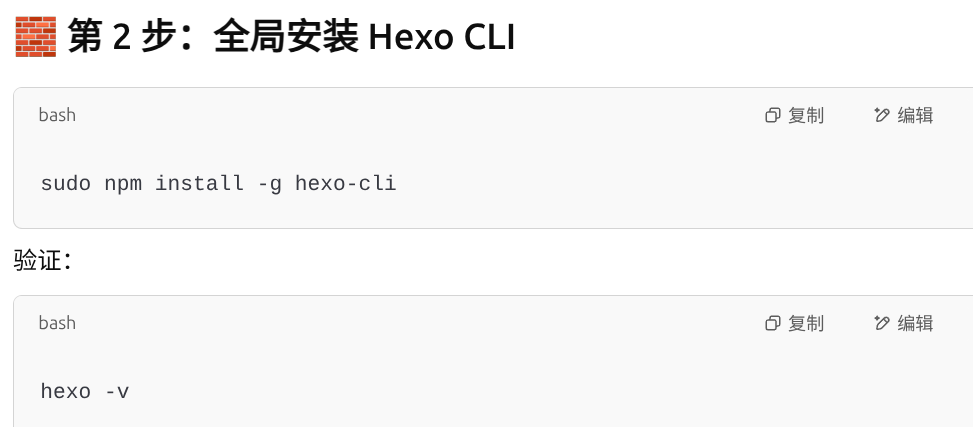 🧱 第 2 步：全局安装 Hexo CLI
bash 复制 编辑
sudo npm install -g hexo-cli
验证：
bash 复制 编辑
hexo -v